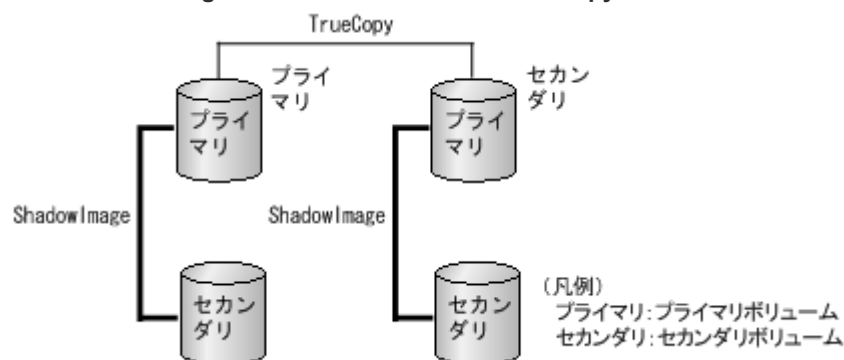 TrueCopy
プライ
マリ
セカン
ダリ
プライ
マリ
プライ
マリ
ShadowImage
ShadowImage
セカン
ダリ
セカン
ダリ
(凡例)
プライマリ:プライマリボリューム
セカンダリ:セカンダリボリューム